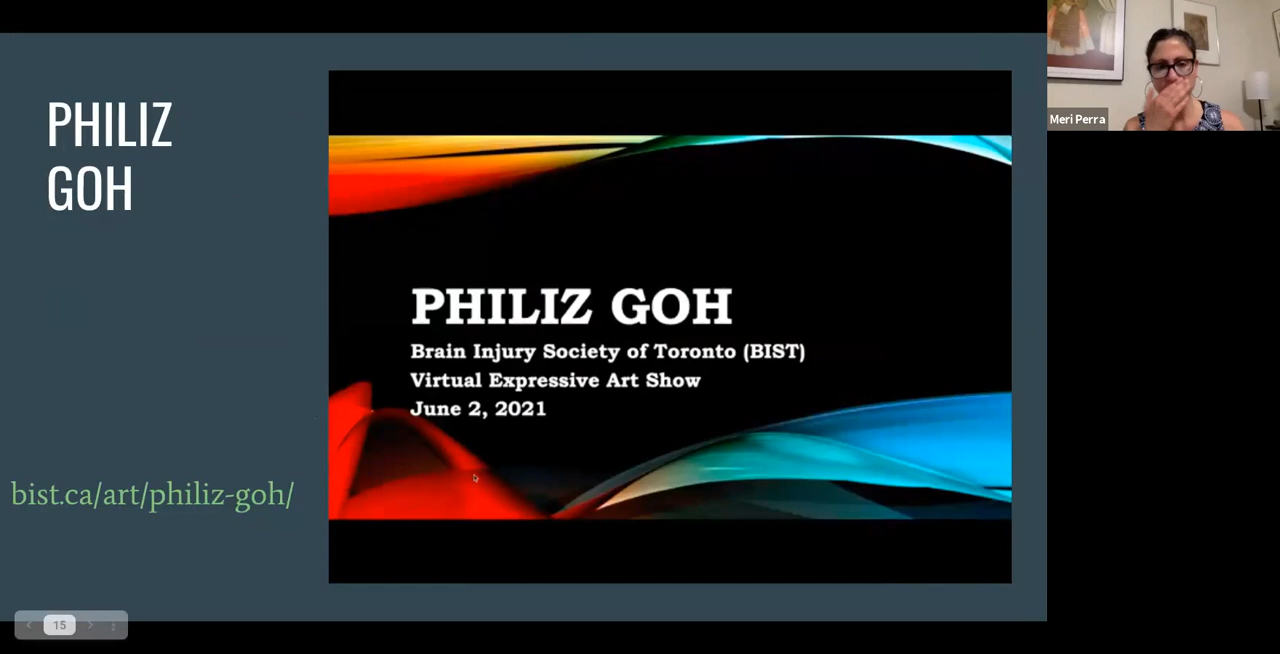 PHILIZ
GOH
PHILIZ GOH
Brain Injury Society of Toronto (BIST)
Virtual Expressive Art Show
June 2, 2021
bist.ca/art/philiz-goh/
15
Meri Perra